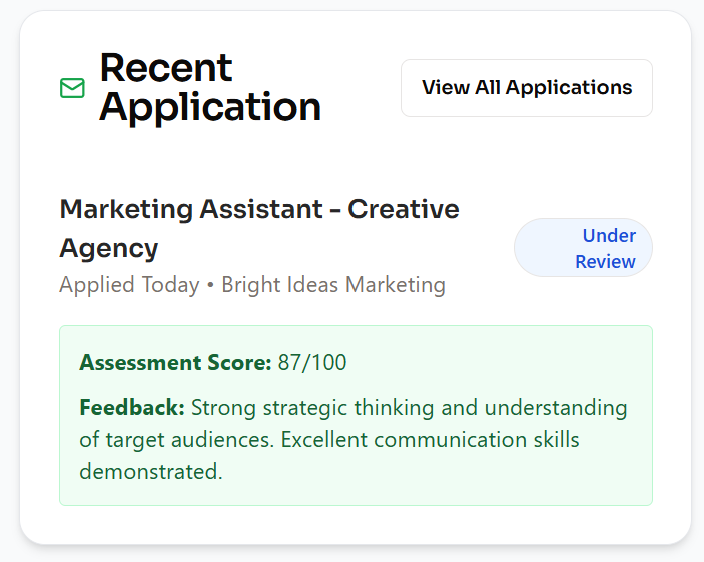 Recent
Application
View All Applications
Marketing Assistant - Creative
Agency
Under
Review
Applied Today • Bright Ideas Marketing
Assessment Score: 87/100
Feedback: Strong strategic thinking and understanding
of target audiences. Excellent communication skills
demonstrated.